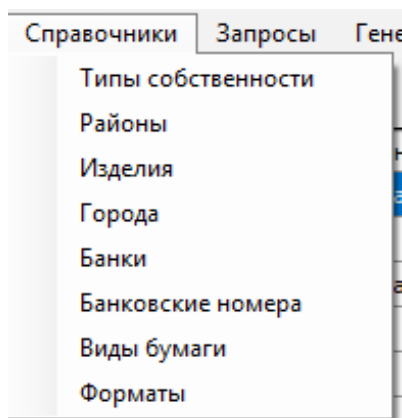 Справочники Запросы
Типы собственности
Районы
Изделия
Города
Банки
Банковские номера
Виды бумаги
Форматы